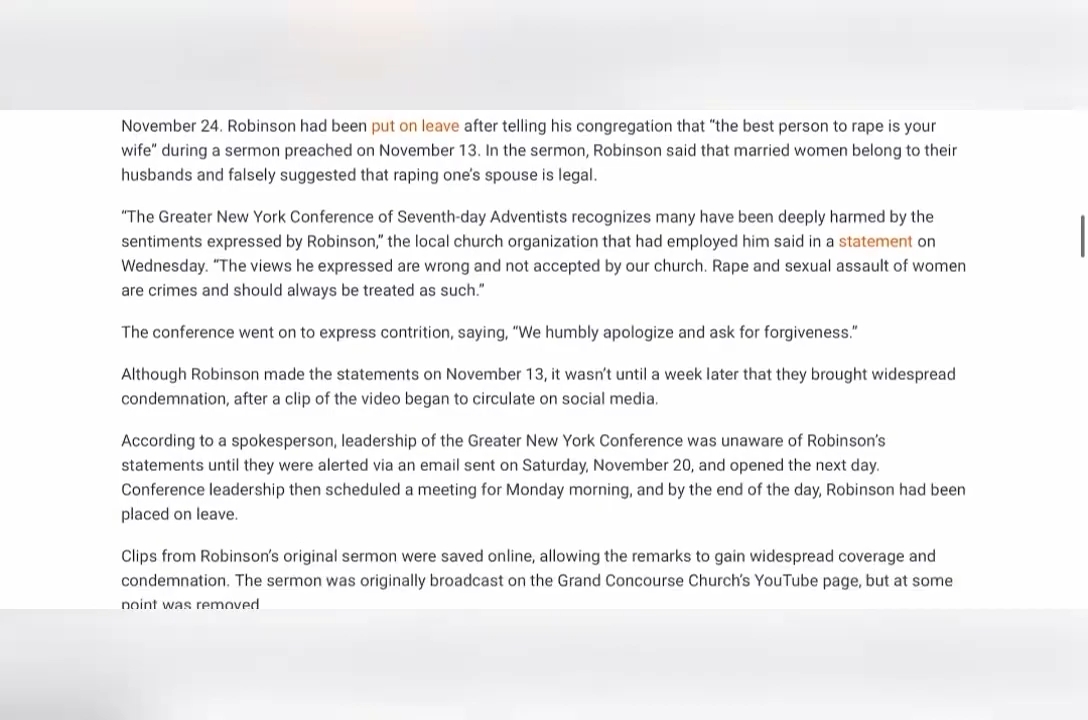 November 24. Robinson had been put on leave after telling his congregation that “the best person to rape is your
wife” during a sermon preached on November 13. In the sermon, Robinson said that married women belong to their
husbands and falsely suggested that raping one’s spouse is legal.
“The Greater New York Conference of Seventh-day Adventists recognizes many have been deeply harmed by the
sentiments expressed by Robinson,” the local church organization that had employed him said in a statement on
Wednesday. “The views he expressed are wrong and not accepted by our church. Rape and sexual assault of women
are crimes and should always be treated as such.”
The conference went on to express contrition, saying, “We humbly apologize and ask for forgiveness.”
Although Robinson made the statements on November 13, it wasn’t until a week later that they brought widespread
condemnation, after a clip of the video began to circulate on social media.
According to a spokesperson, leadership of the Greater New York Conference was unaware of Robinson’s
statements until they were alerted via an email sent on Saturday, November 20, and opened the next day.
Conference leadership then scheduled a meeting for Monday morning, and by the end of the day, Robinson had been
placed on leave.
Clips from Robinson’s original sermon were saved online, allowing the remarks to gain widespread coverage and
condemnation. The sermon was originally broadcast on the Grand Concourse Church’s YouTube page, but at some
point was removed